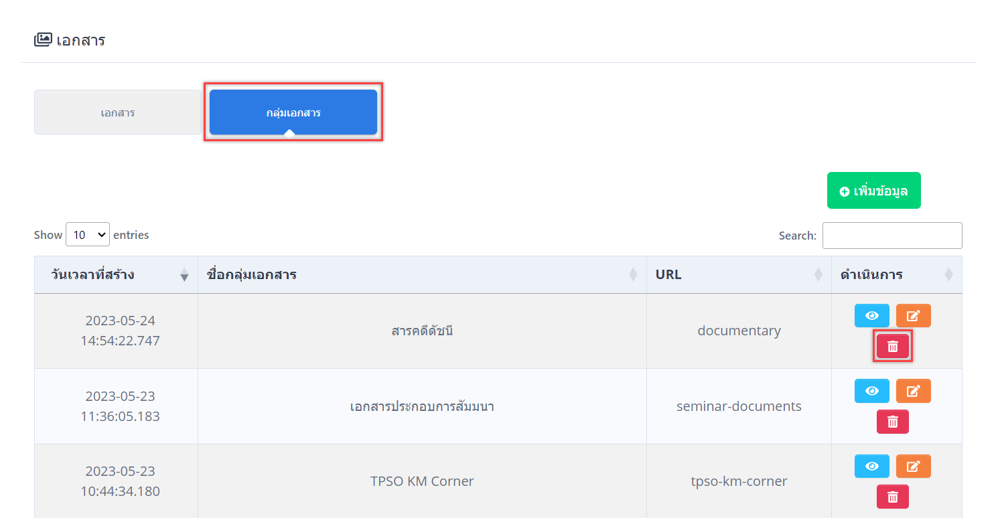 เอกสาร
เอกสาร
กลุ่มเอกสาร
เพิ่มข้อมูล
Show 10 entries
Search:
วันเวลาที่สร้าง ชื่อกลุ่มเอกสาร URL ดำเนินการ
2023-05-24
14:54:22.747
สารคดีดัชนี
documentary
2023-05-23
11:36:05.183
เอกสารประกอบการสัมมนา
seminar-documents
2023-05-23
10:44:34.180
TPSO KM Corner
tpso-km-corner